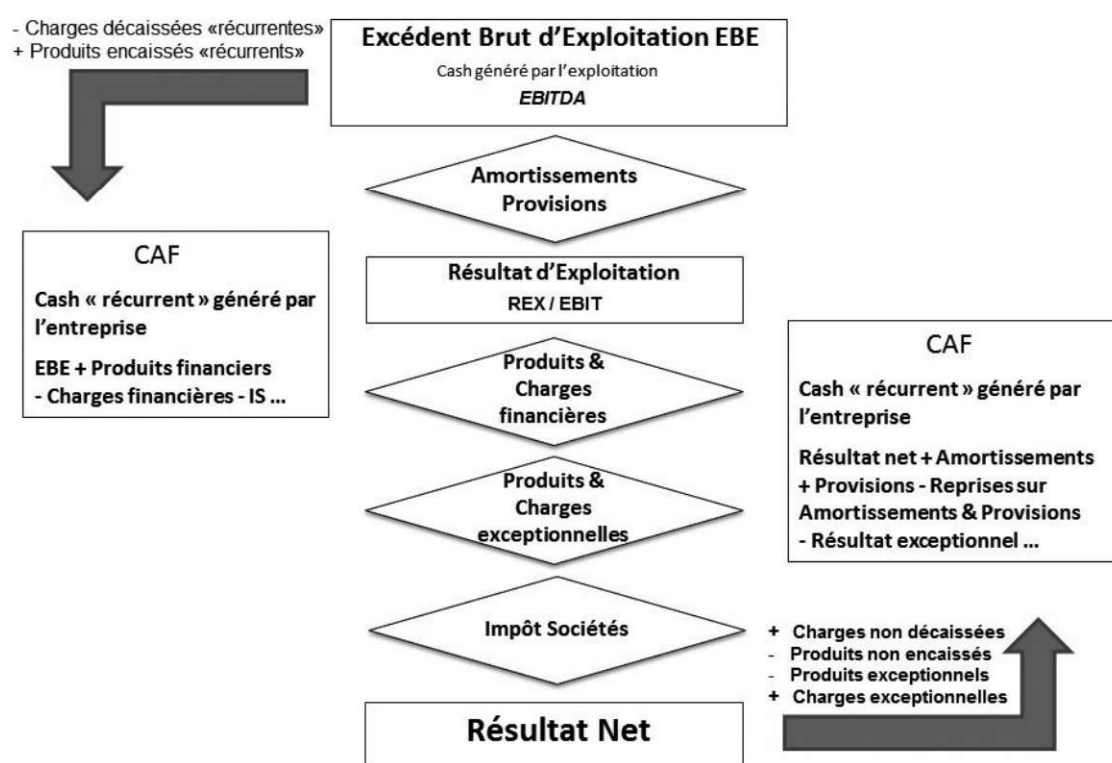 - Charges décaissées «récurrentes»
+ Produits encaissés «récurrents»
Excédent Brut d’Exploitation EBE
Cash généré par l’exploitation
EBITDA
Amortissements
Provisions
CAF
Cash « récurrent » généré par
l’entreprise
EBE + Produits financiers
- Charges financières - IS ...
Résultat d’Exploitation
REX / EBIT
Produits &
Charges
financières
Produits &
Charges
exceptionnelles
CAF
Cash « récurrent » généré par
l’entreprise
Résultat net + Amortissements
+ Provisions - Reprises sur
Amortissements & Provisions
- Résultat exceptionnel ...
Impôt Sociétés
+ Charges non décaissées
- Produits non encaissés
- Produits exceptionnels
+ Charges exceptionnelles
Résultat Net